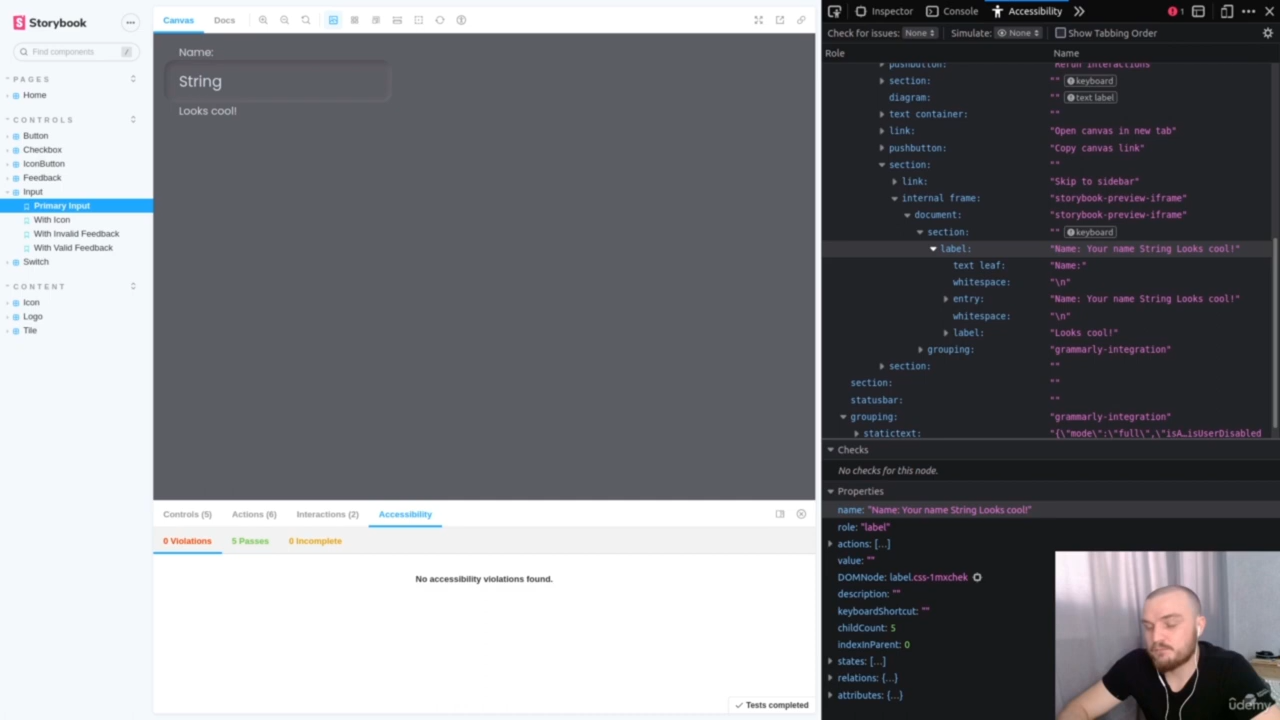 Storybook
Find components
/
PAGES
Home
CONTROLS
Button
Checkbox
IconButton
Feedback
Input
Primary Input
With Icon
With Invalid Feedback
With Valid Feedback
Switch
CONTENT
Icon
Logo
Tile
Canvas
Docs
Name:
String
Looks cool!
Controls (5)
Actions (6)
Interactions (2)
Accessibility
0 Violations
5 Passes
0 Incomplete
No accessibility violations found.
Tests completed
Inspector
Console
Accessibility
1
Check for issues: None
Simulate: None
Show Tabbing Order
Role Name
pushbutton: "Rerun interactions"
section: "" keyboard
diagram: "" text label
text container: ""
link: "Open canvas in new tab"
pushbutton: "Copy canvas link"
section: ""
link: "Skip to sidebar"
internal frame: "storybook-preview-iframe"
document: "storybook-preview-iframe"
section: "" keyboard
label: "Name: Your name String Looks cool!"
text leaf: "Name:"
whitespace: "\n"
entry: "Name: Your name String Looks cool!"
whitespace: "\n"
label: "Looks cool!"
grouping: "grammarly-integration"
section: ""
section: ""
statusbar: ""
grouping: "grammarly-integration"
statictext: "{\"mode\":\"full\",\"isA…isUserDisabled
Checks
No checks for this node.
Properties
name: "Name: Your name String Looks cool!"
role: "label"
actions: […]
value: ""
DOMNode: label.css-1mxchek
description: ""
keyboardShortcut: ""
childCount: 5
indexInParent: 0
states: […]
relations: {…}
attributes: {…}
udemy